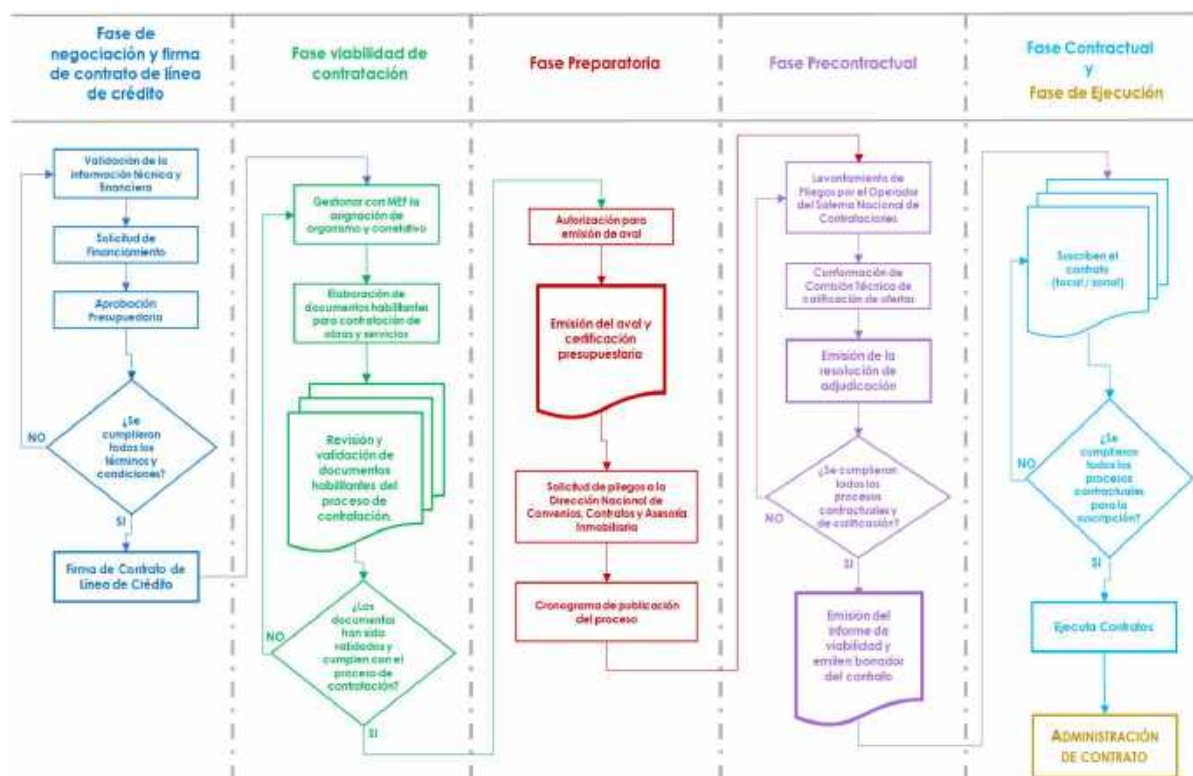 Fase de
negociación y firma
de contrato de línea
de crédito
Fase viabilidad de
contratación
Fase Preparatoria
Fase Precontractual
Fase Contractual
y
Fase de Ejecución
Validación de la
información técnica y
financiera
Solicitud de
Financiamiento
Aprobación
Presupuestaria
¿Se
cumplieron
todos los
términos y
condiciones?
NO
SI
Firma de Contrato de
Línea de Crédito
Gestionar con MEF la
asignación de
organismo y correlativo
Elaboración de
documentos habilitantes
para contratación de
obras y servicios
Revisión y
validación de
documentos
habilitantes del
proceso de
contratación.
¿Los
documentos
han sido
validados y
cumplen con el
proceso de
contratación?
NO
SI
Autorización para
emisión de aval
Emisión del aval y
certificación
presupuestaria
Solicitud de pliegos a la
Dirección Nacional de
Convenios, Contratos y Asesoría
Inmobiliaria
Cronograma de publicación
del proceso
Levantamiento de
Pliegos por el Operador
del Sistema Nacional de
Contrataciones
Conformación de
Comisión Técnica de
calificación de ofertas
Emisión de la
resolución de
adjudicación
¿Se cumplieron
todos los
procesos
contractuales y
de calificación?
NO
SI
Emisión del
informe de
viabilidad y
emiten borrador
del contrato
Suscriben el
contrato
(local / zonal)
¿Se
cumplieron
todos los
procesos
contractuales
para la
suscripción?
NO
SI
Ejecuta Contratos
ADMINISTRACIÓN
DE CONTRATO